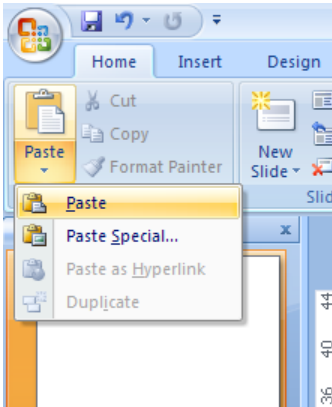 Home Insert Design
Cut
Copy
Format Painter
Paste
New
Slide
Slid
Paste
Paste Special...
Paste as Hyperlink
Duplicate
x
44
40
36